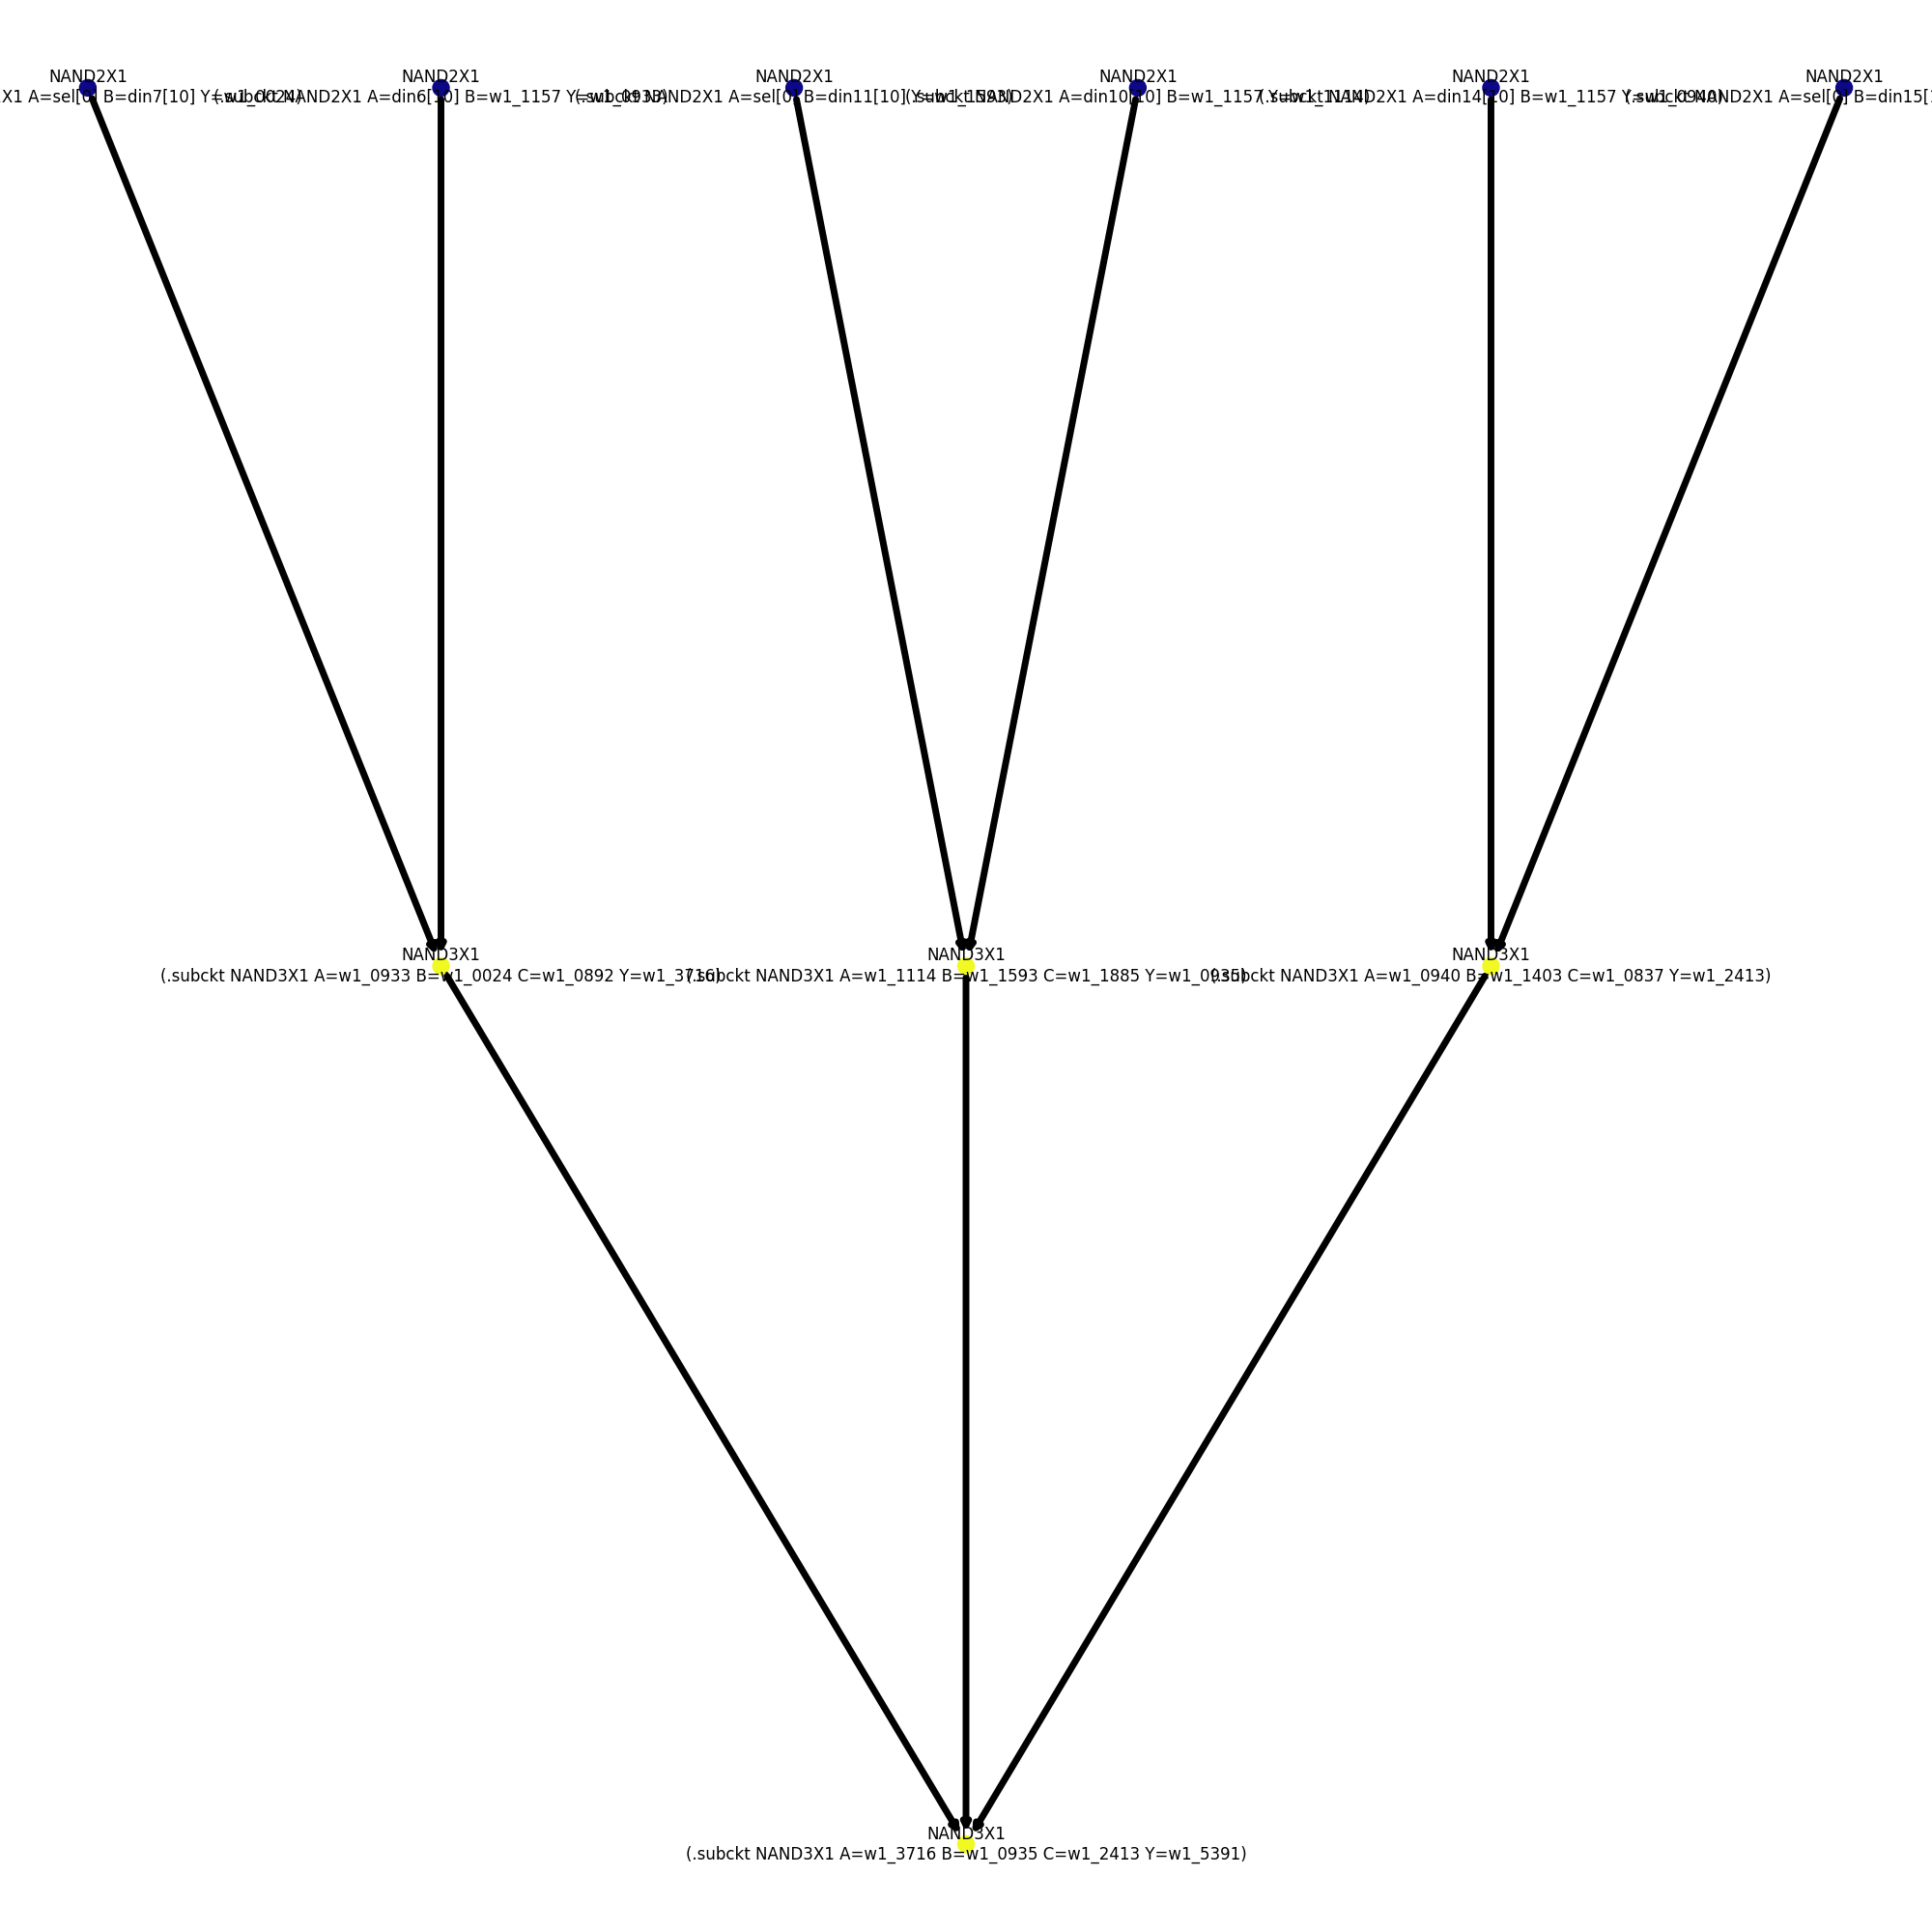 NAND2X1 NAND2X1 NAND2X1 NAND2X1 NAND2X1 NAND2X1
X1 A=sel[0] B=din7[10] Y=w1_0024) (.subckt NAND2X1 A=din6[10] B=w1_1157 Y=w1_0933) (.subckt NAND2X1 A=sel[0] B=din11[10] Y=w1_1593) (.subckt NAND2X1 A=din10[10] B=w1_1157 Y=w1_1114) (.subckt NAND2X1 A=din14[10] B=w1_1157 Y=w1_0940) (.subckt NAND2X1 A=sel[0] B=din15[
NAND3X1 NAND3X1 NAND3X1
(.subckt NAND3X1 A=w1_0933 B=w1_0024 C=w1_0892 Y=w1_3716) (.subckt NAND3X1 A=w1_1114 B=w1_1593 C=w1_1885 Y=w1_0935) (.subckt NAND3X1 A=w1_0940 B=w1_1403 C=w1_0837 Y=w1_2413)
NAND3X1
(.subckt NAND3X1 A=w1_3716 B=w1_0935 C=w1_2413 Y=w1_5391)